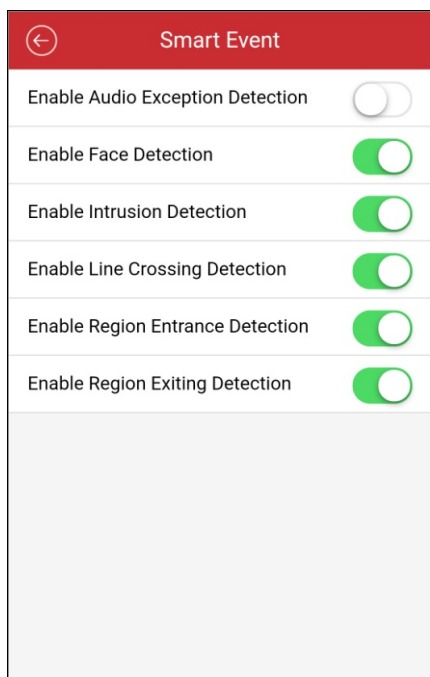 Smart Event
Enable Audio Exception Detection
Enable Face Detection
Enable Intrusion Detection
Enable Line Crossing Detection
Enable Region Entrance Detection
Enable Region Exiting Detection